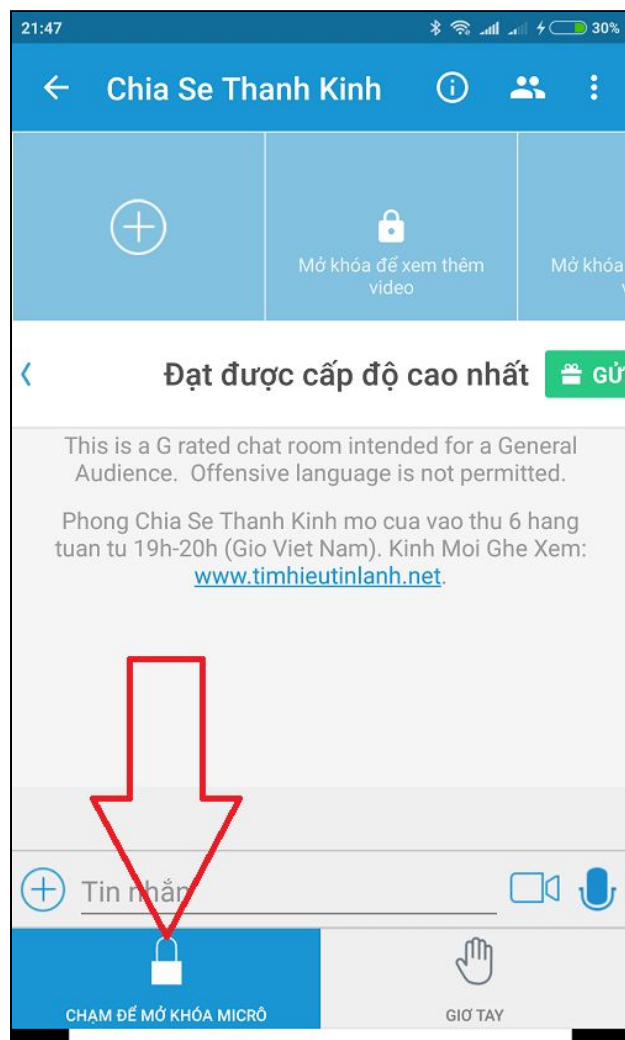 21:47
30%
Chia Se Thanh Kinh
Mở khóa để xem thêm
video
Mở khóa
Đạt được cấp độ cao nhất
GỬ
This is a G rated chat room intended for a General
Audience. Offensive language is not permitted.
Phong Chia Se Thanh Kinh mo cua vao thu 6 hang
tuan tu 19h-20h (Gio Viet Nam). Kinh Moi Ghe Xem:
www.timhieutinlanh.net.
Tin nhắn
CHẠM ĐỂ MỞ KHÓA MICRÔ
GIƠ TAY